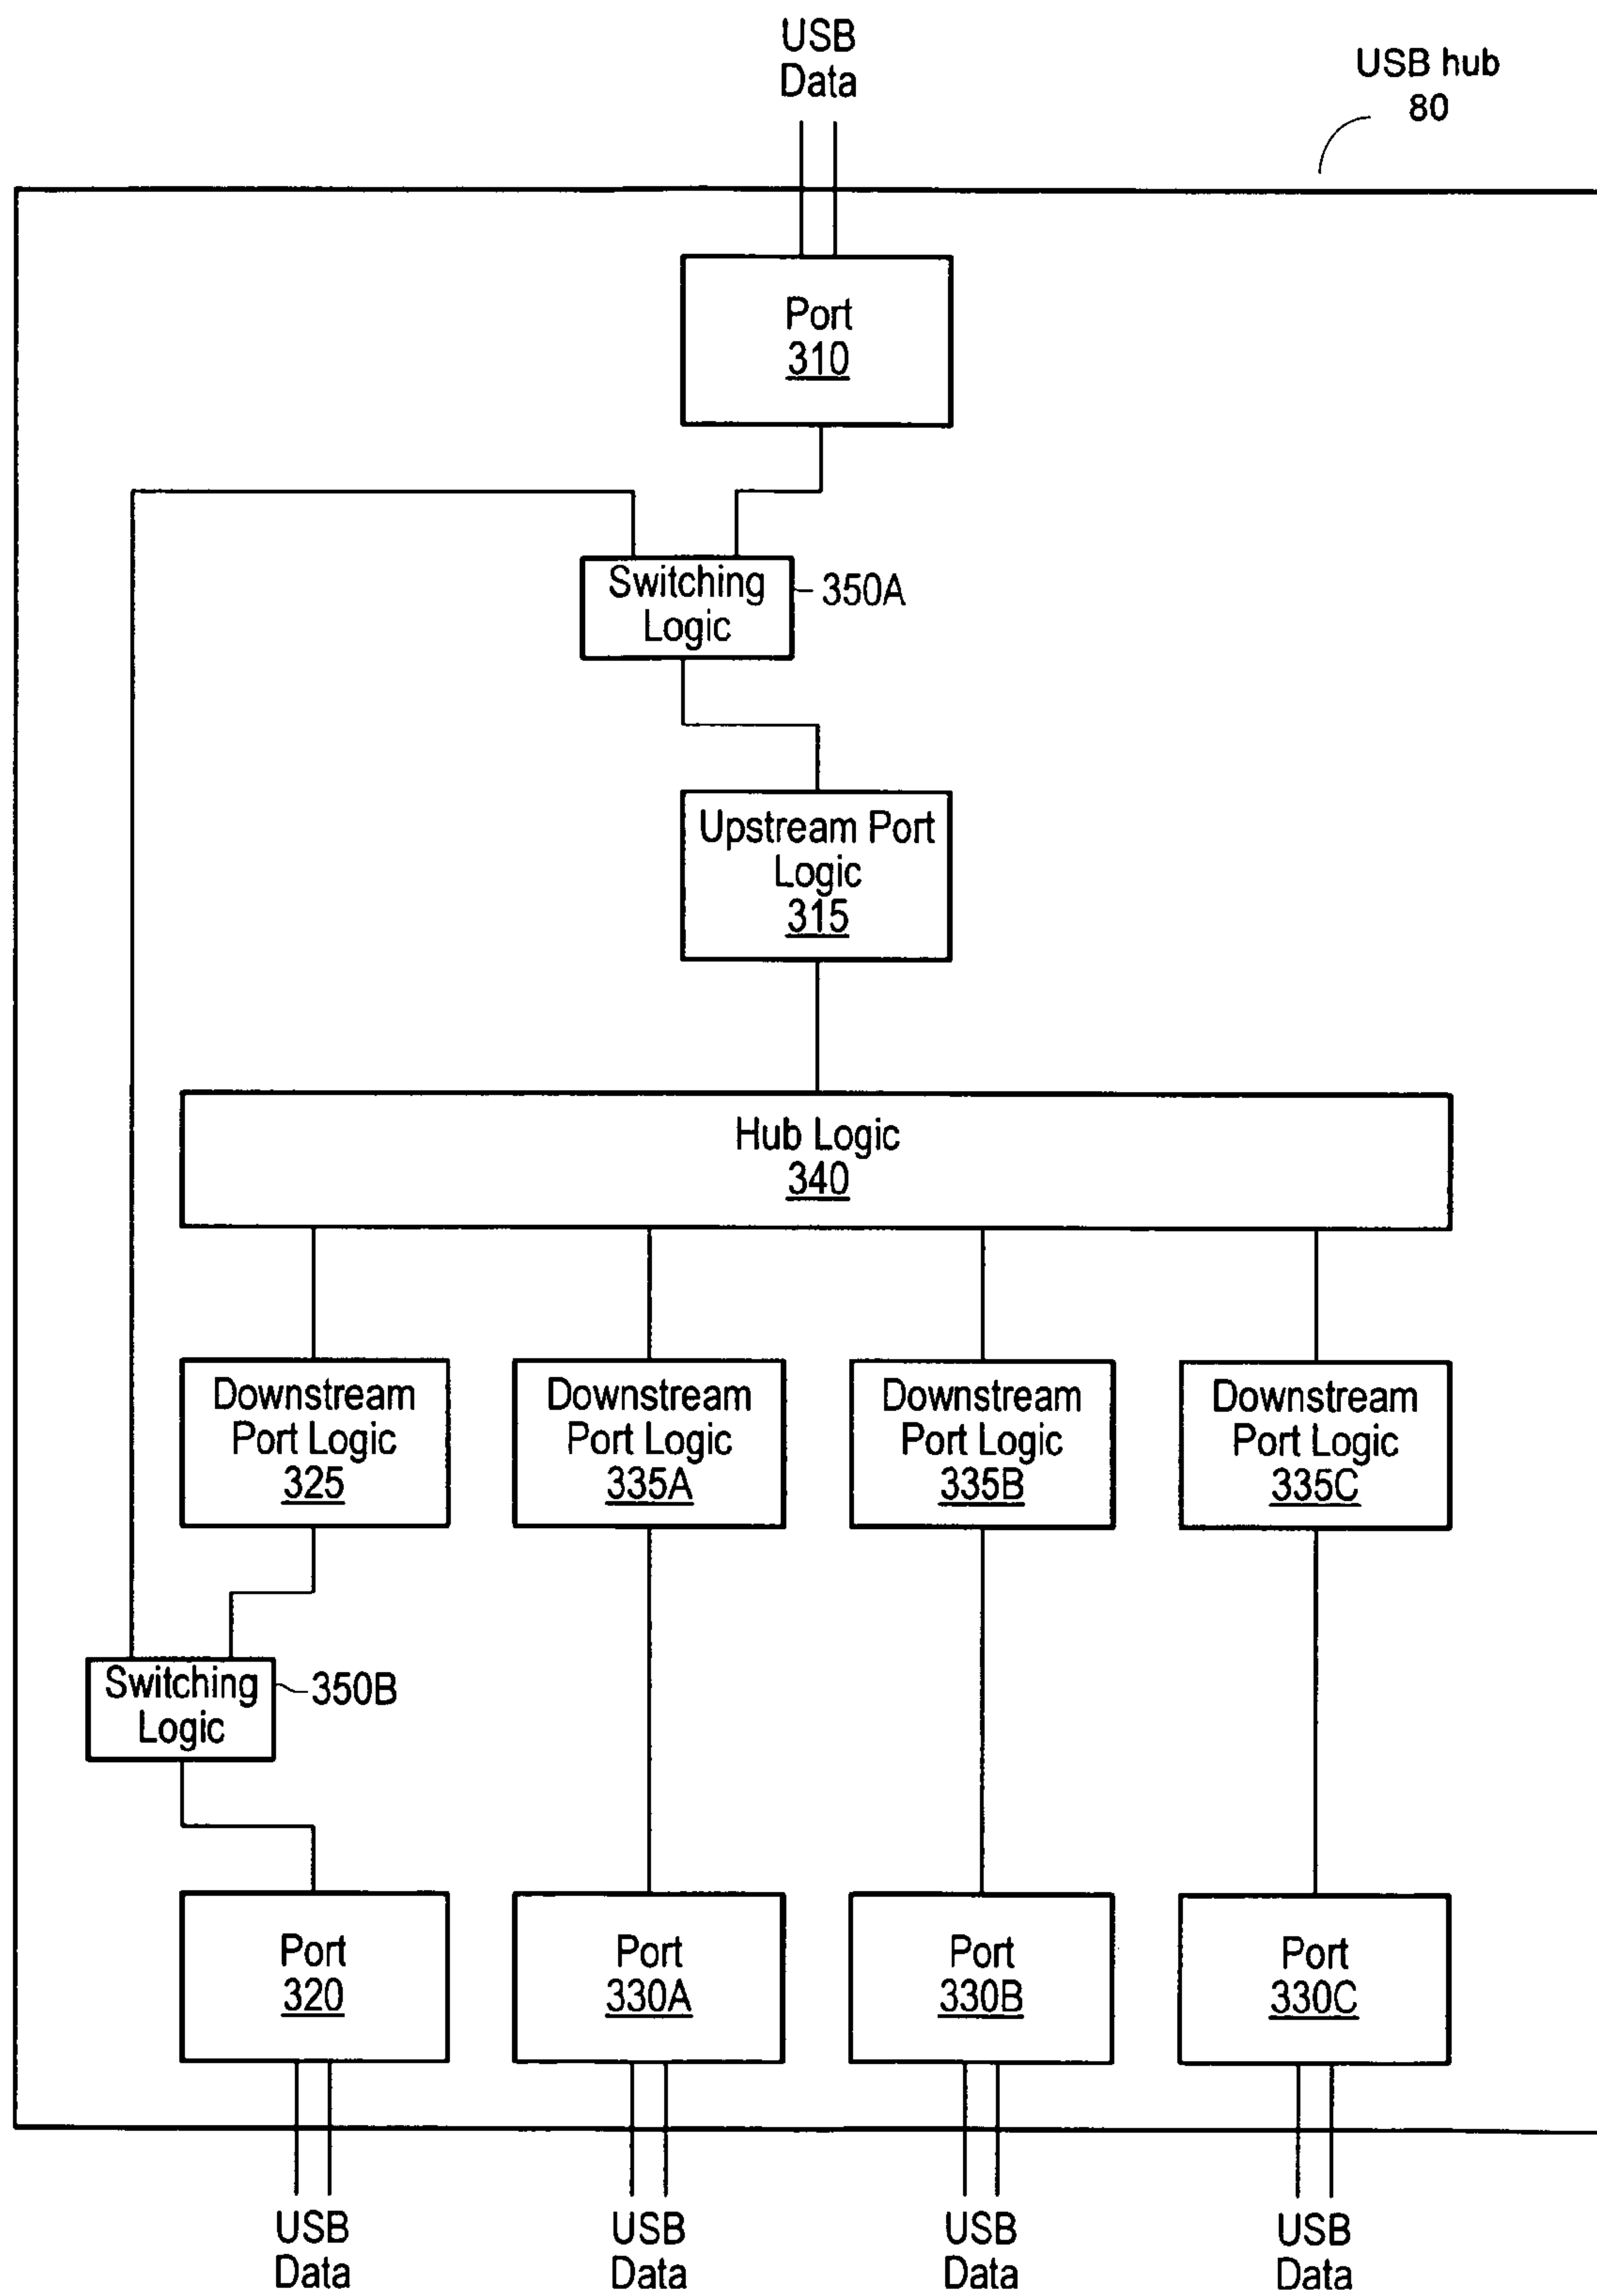 USB
Data
USB hub
80
Port
310
Switching
Logic
350A
Upstream Port
Logic
315
Hub Logic
340
Downstream
Port Logic
325
Downstream
Port Logic
335A
Downstream
Port Logic
335B
Downstream
Port Logic
335C
Switching
Logic
350B
Port
320
Port
330A
Port
330B
Port
330C
USB
Data
USB
Data
USB
Data
USB
Data